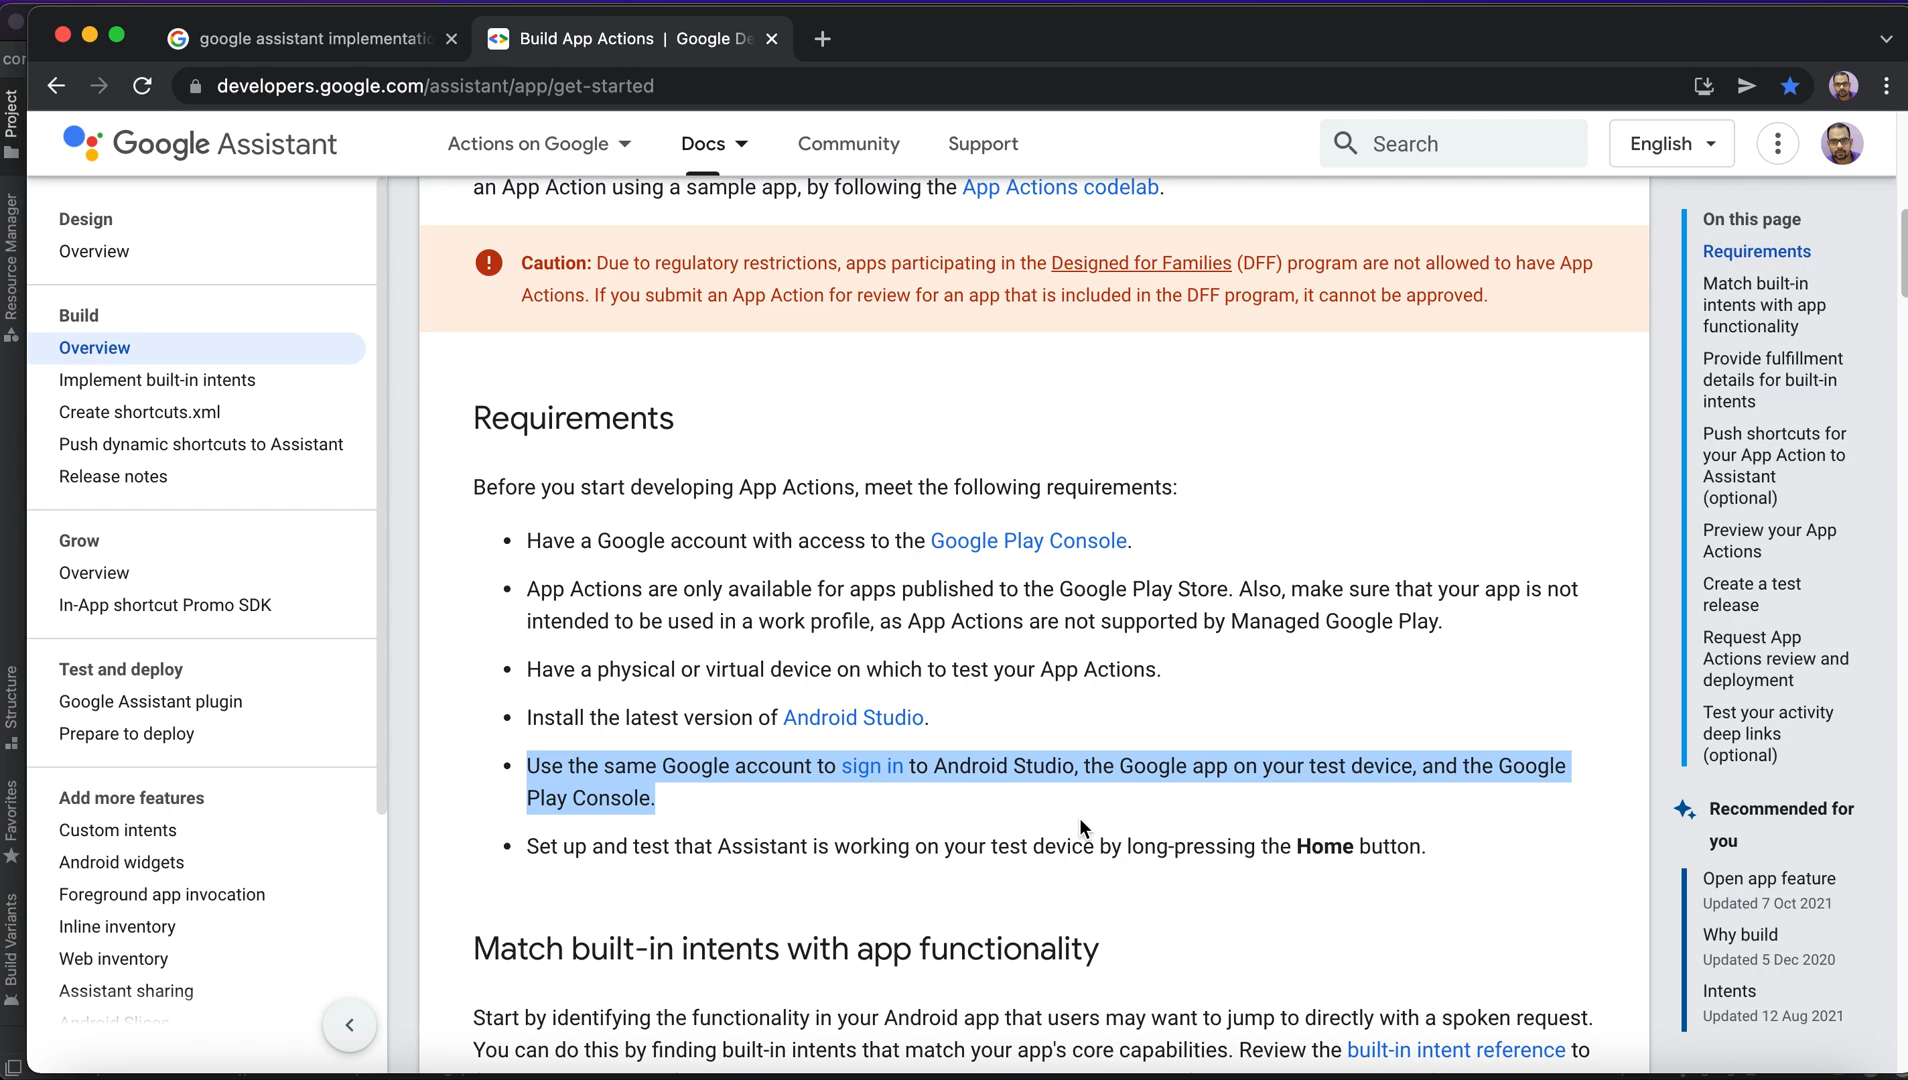 google assistant implementatic
Build App Actions | Google De
developers.google.com/assistant/app/get-started
Google Assistant
Actions on Google
Docs
Community
Support
Search
English
Project
Resource Manager
Structure
Favorites
Build Variants
Design
Overview
Build
Overview
Implement built-in intents
Create shortcuts.xml
Push dynamic shortcuts to Assistant
Release notes
Grow
Overview
In-App shortcut Promo SDK
Test and deploy
Google Assistant plugin
Prepare to deploy
Add more features
Custom intents
Android widgets
Foreground app invocation
Inline inventory
Web inventory
Assistant sharing
Android Slices
an App Action using a sample app, by following the App Actions codelab.
Caution: Due to regulatory restrictions, apps participating in the Designed for Families (DFF) program are not allowed to have App
Actions. If you submit an App Action for review for an app that is included in the DFF program, it cannot be approved.
Requirements
Before you start developing App Actions, meet the following requirements:
• Have a Google account with access to the Google Play Console.
• App Actions are only available for apps published to the Google Play Store. Also, make sure that your app is not
intended to be used in a work profile, as App Actions are not supported by Managed Google Play.
• Have a physical or virtual device on which to test your App Actions.
• Install the latest version of Android Studio.
• Use the same Google account to sign in to Android Studio, the Google app on your test device, and the Google
Play Console.
• Set up and test that Assistant is working on your test device by long-pressing the Home button.
Match built-in intents with app functionality
Start by identifying the functionality in your Android app that users may want to jump to directly with a spoken request.
You can do this by finding built-in intents that match your app's core capabilities. Review the built-in intent reference to
On this page
Requirements
Match built-in
intents with app
functionality
Provide fulfillment
details for built-in
intents
Push shortcuts for
your App Action to
Assistant
(optional)
Preview your App
Actions
Create a test
release
Request App
Actions review and
deployment
Test your activity
deep links
(optional)
Recommended for
you
Open app feature
Updated 7 Oct 2021
Why build
Updated 5 Dec 2020
Intents
Updated 12 Aug 2021